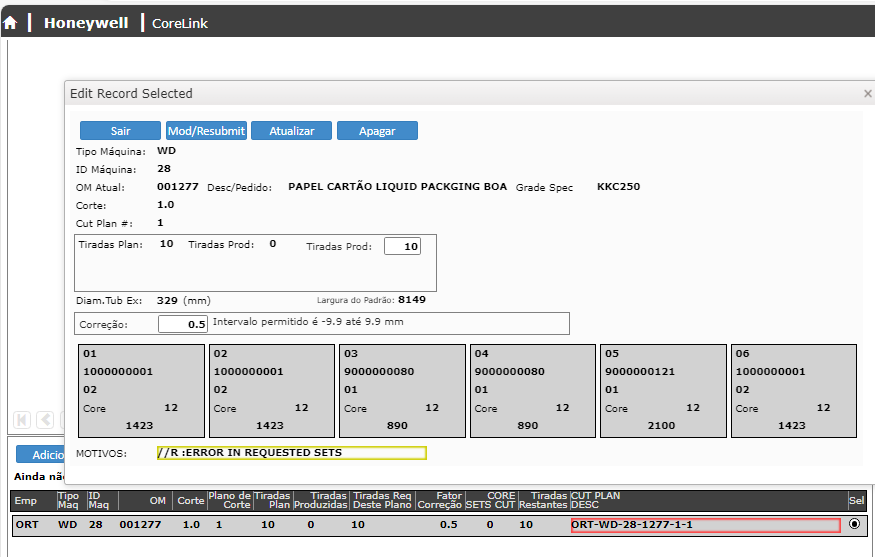 Honeywell CoreLink
Edit Record Selected ×
Sair Mod/Resubmit Atualizar Apagar
Tipo Máquina: WD
ID Máquina: 28
OM Atual: 001277 Desc/Pedido: PAPEL CARTÃO LIQUID PACKGING BOA Grade Spec KKC250
Corte: 1.0
Cut Plan #: 1
Tiradas Plan: 10 Tiradas Prod: 0 Tiradas Prod: 10
Diam.Tub Ex: 329 (mm) Largura do Padrão: 8149
Correção: 0.5 Intervalo permitido é -9.9 até 9.9 mm
01 02 03 04 05 06
1000000001 1000000001 9000000080 9000000080 9000000121 1000000001
02 02 01 01 01 02
Core 12 Core 12 Core 12 Core 12 Core 12 Core 12
1423 1423 890 890 2100 1423
MOTIVOS: //R :ERROR IN REQUESTED SETS
Adicio
Ainda não
Emp Tipo ID OM Corte Plano de Tiradas Tiradas Tiradas Req Fator CORE Tiradas CUT PLAN Sel
Maq Maq Corte Plan Produzidas Deste Plano Correção SETS CUT Restantes DESC
ORT WD 28 001277 1.0 1 10 0 10 0.5 0 10 ORT-WD-28-1277-1-1